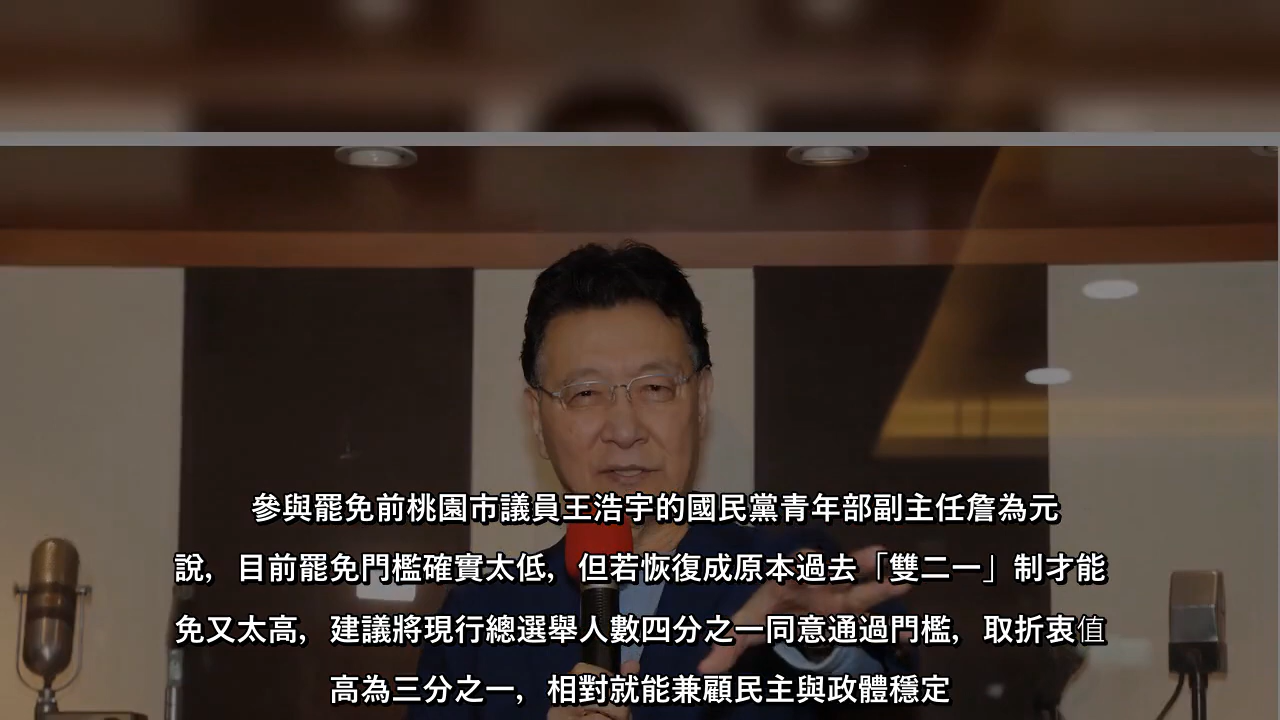 參與罷免前桃園市議員王浩宇的國民黨青年部副主任詹為元
說，目前罷免門檻確實太低，但若恢復成原本過去「雙二一」制才能
免又太高，建議將現行總選舉人數四分之一同意通過門檻，取折衷值
高為三分之一，相對就能兼顧民主與政體穩定